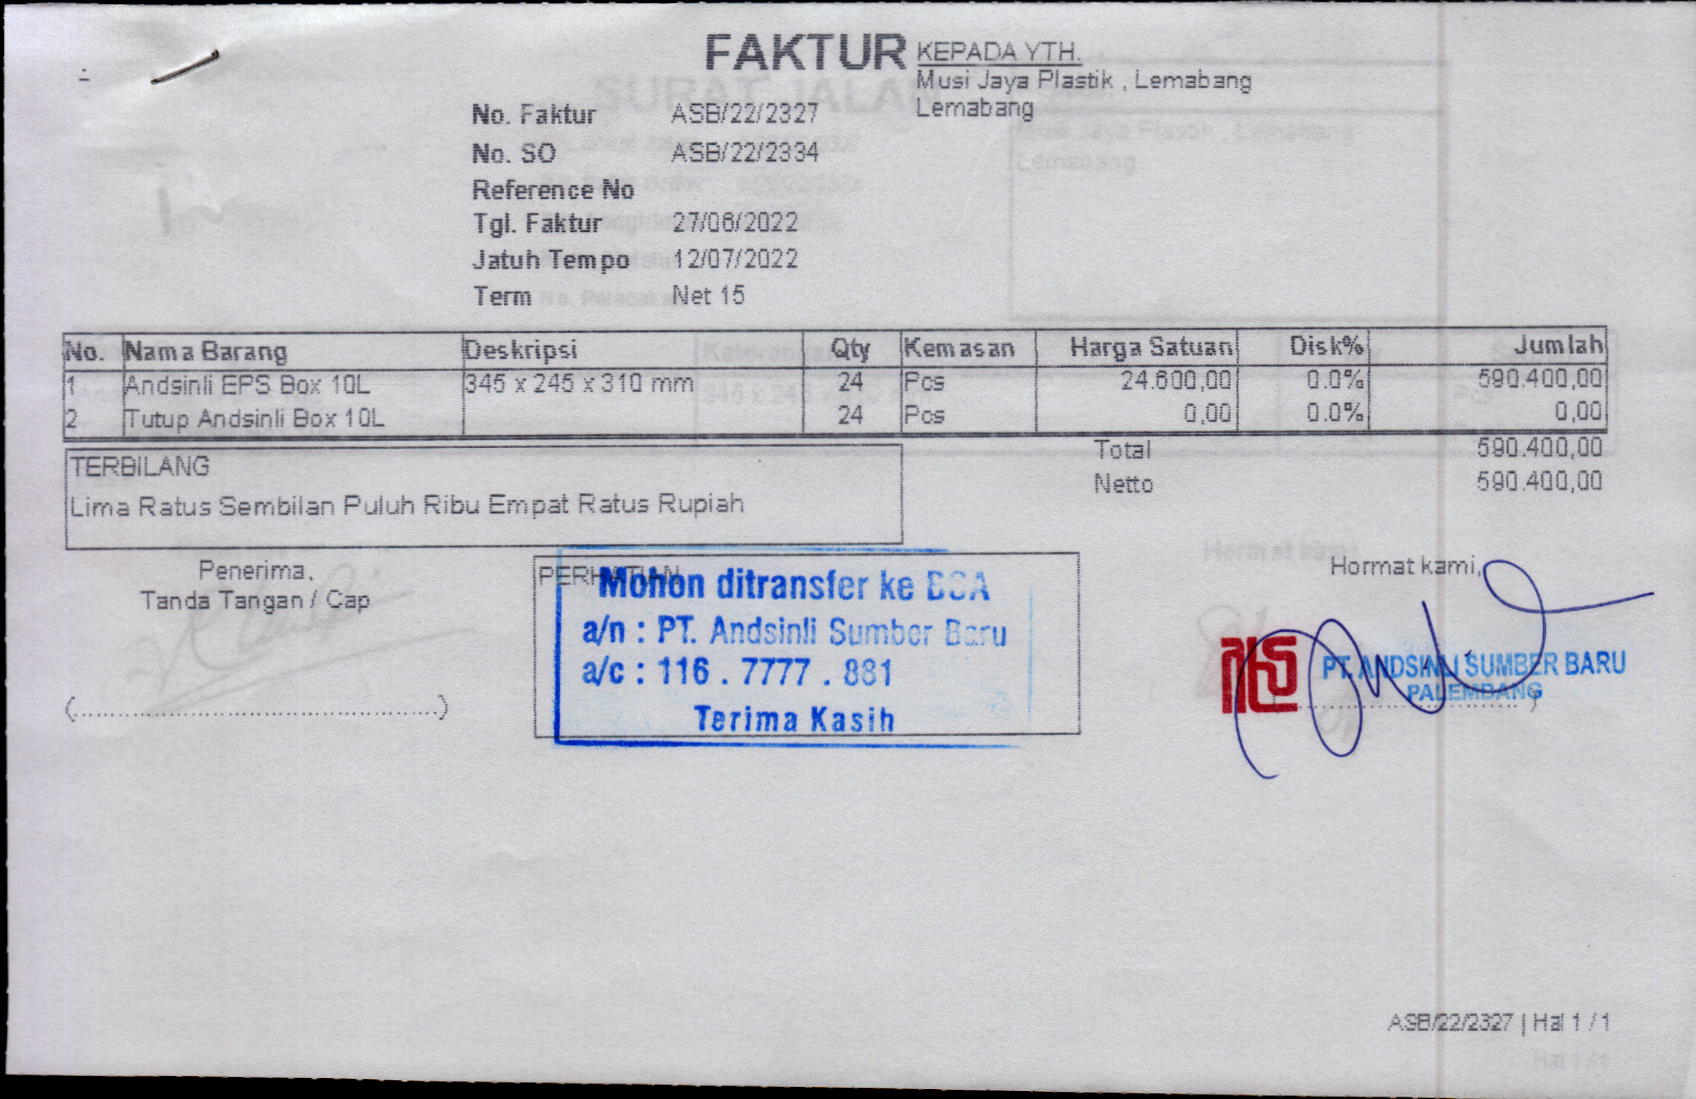 FAKTUR
KEPADA YTH.
Musi Jaya Plastik , Lemabang
Lemabang
No. Faktur ASB/22/2327
No. SO ASB/22/2334
Reference No
Tgl. Faktur 27/06/2022
Jatuh Tempo 12/07/2022
Term Net 15
No. Nama Barang Deskripsi Qty Kemasan Harga Satuan Disk% Jumlah
1 Andsinli EPS Box 10L 345 x 245 x 310 mm 24 Pcs 24.600,00 0.0% 590.400,00
2 Tutup Andsinli Box 10L 24 Pcs 0,00 0.0% 0,00
Total 590.400,00
Netto 590.400,00
TERBILANG
Lima Ratus Sembilan Puluh Ribu Empat Ratus Rupiah
Penerima,
Tanda Tangan / Cap
(..................................................)
PERHATIAN
Mohon ditransfer ke BCA
a/n : PT. Andsinli Sumber Baru
a/c : 116 . 7777 . 881
Terima Kasih
Hormat kami,
PT. ANDSINLI SUMBER BARU
PALEMBANG
ASB/22/2327 | Hal 1 / 1